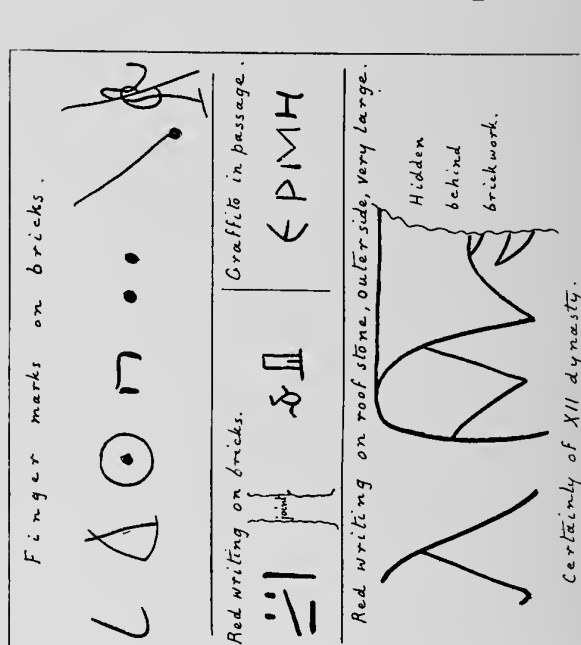 Finger marks on bricks.
Red writing on bricks.
joint
Graffito in passage.
ϵΡΙΜΗ
Red writing on roof stone, outer side, very large.
Hidden
behind
brickwork.
Certainly of XII dynasty.